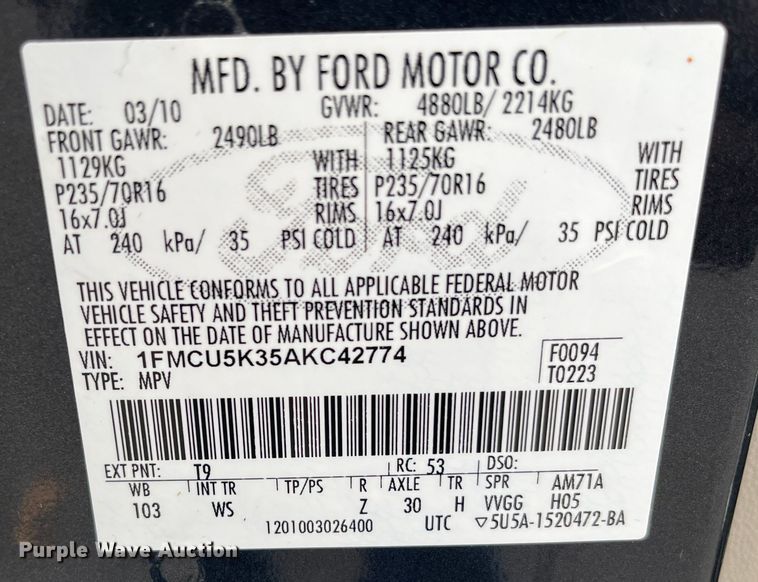 MFD. BY FORD MOTOR CO.
DATE: 03/10 GVWR: 4880LB/ 2214KG
FRONT GAWR: 2490LB REAR GAWR: 2480LB
1129KG WITH 1125KG WITH
P235/70R16 TIRES P235/70R16 TIRES
16x7.0J RIMS 16x7.0J RIMS
AT 240 kPa/ 35 PSI COLD AT 240 kPa/ 35 PSI COLD
Ford
THIS VEHICLE CONFORMS TO ALL APPLICABLE FEDERAL MOTOR
VEHICLE SAFETY AND THEFT PREVENTION STANDARDS IN
EFFECT ON THE DATE OF MANUFACTURE SHOWN ABOVE.
VIN: 1FMCU5K35AKC42774 F0094
TYPE: MPV T0223
EXT PNT: T9 RC: 53 DSO:
WB INT TR TP/PS R AXLE TR SPR AM71A
103 WS Z 30 H VVGG H05
1201003026400 UTC ▽5U5A-1520472-BA
Purple Wave Auction